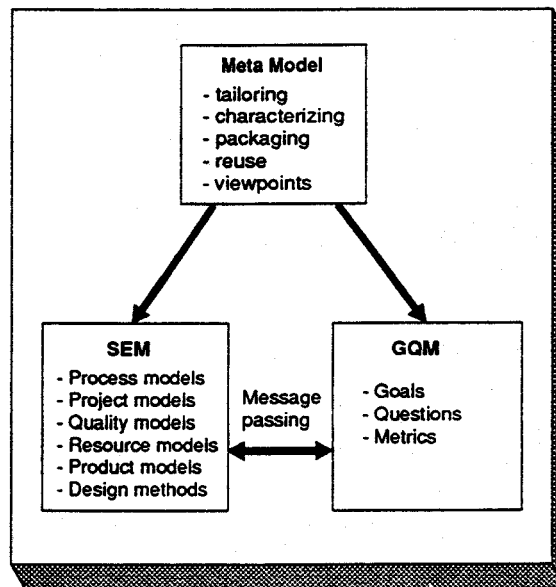 Meta Model
- tailoring
- characterizing
- packaging
- reuse
- viewpoints
SEM
- Process models
- Project models
- Quality models
- Resource models
- Product models
- Design methods
Message
passing
GQM
- Goals
- Questions
- Metrics